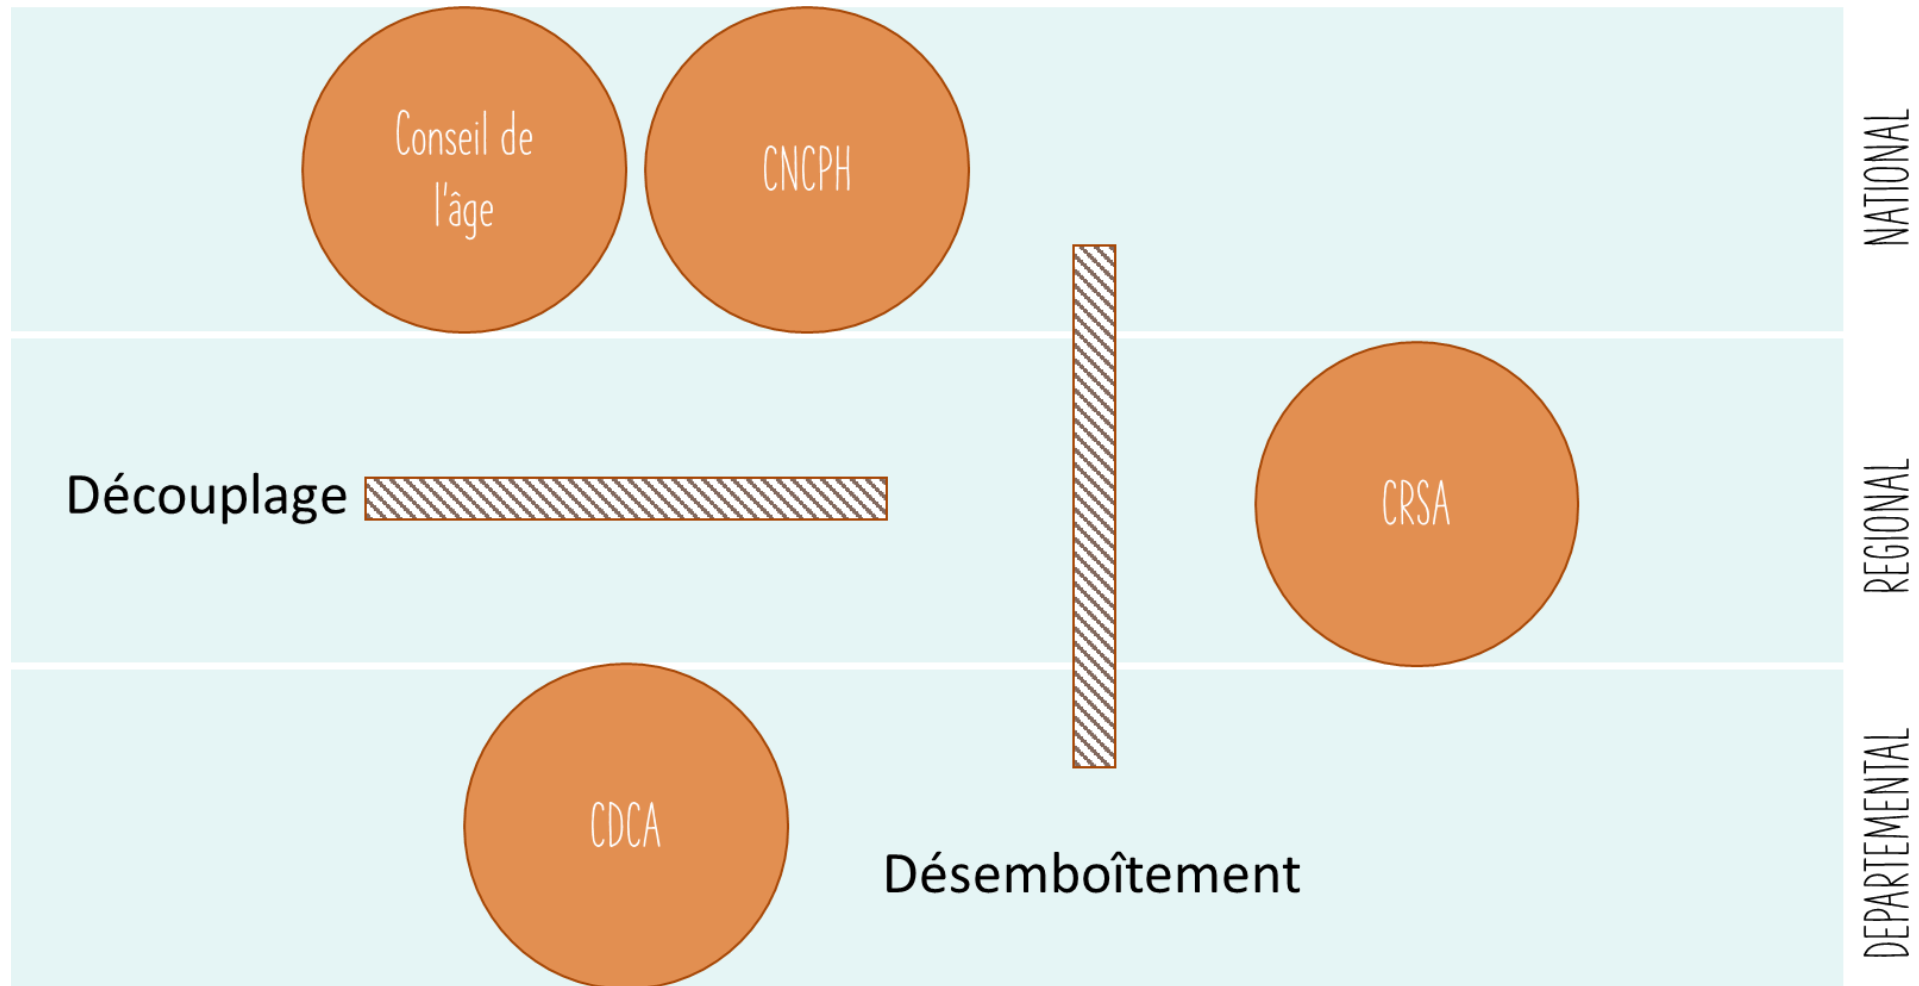 Conseil de
l'âge
CNCPH
NATIONAL
Découplage
CRSA
REGIONAL
CDCA
Désemboîtement
DEPARTEMENTAL